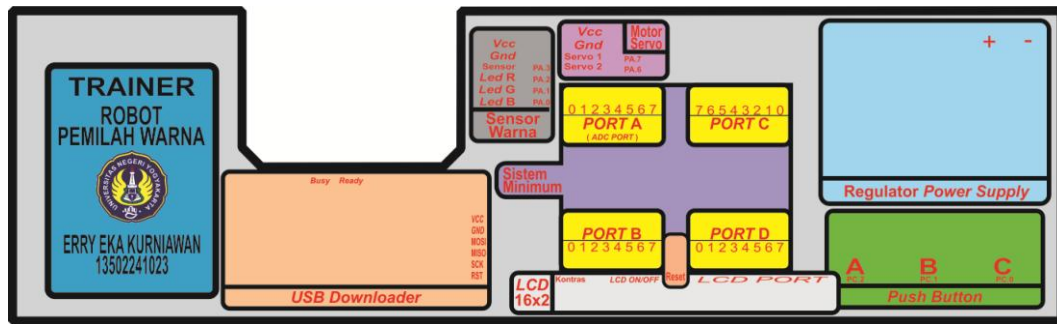 TRAINER
ROBOT
PEMILAH WARNA
UNIVERSITAS NEGERI YOGYAKARTA
ERRY EKA KURNIAWAN
13502241023
Busy Ready
VCC
GND
MOSI
MISO
SCK
RST
USB Downloader
Vcc
Gnd
Sensor PA.3
Led R PA.2
Led G PA.1
Led B PA.0
Sensor
Warna
Vcc
Gnd
Servo 1 PA.7
Servo 2 PA.6
Motor
Servo
0 1 2 3 4 5 6 7
PORT A
( ADC PORT )
7 6 5 4 3 2 1 0
PORT C
Sistem
Minimum
PORT B
0 1 2 3 4 5 6 7
PORT D
0 1 2 3 4 5 6 7
Reset
LCD
16x2
Kontras LCD ON/OFF LCD PORT
+ -
Regulator Power Supply
A B C
PC.2 PC.1 PC.0
Push Button